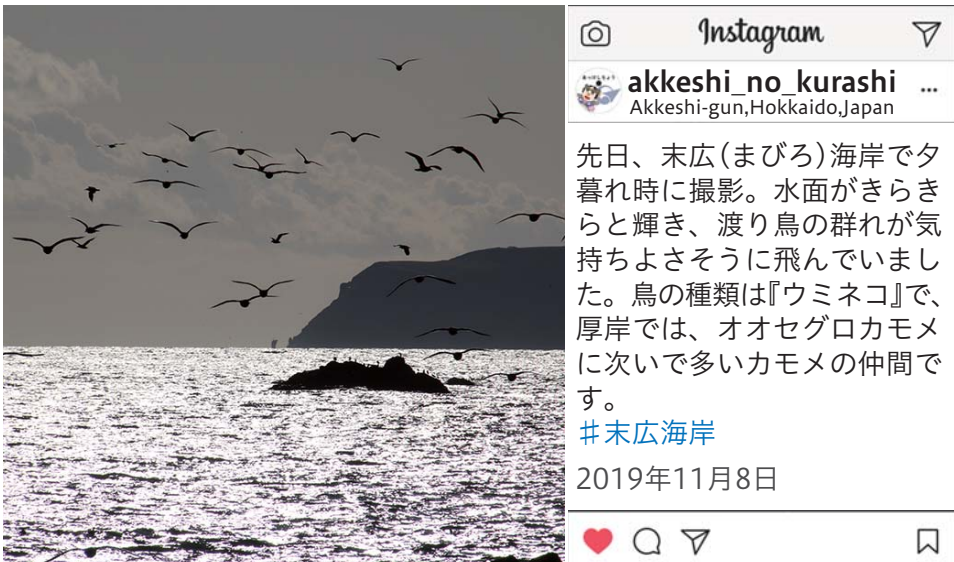 Instagram
akkeshi_no_kurashi
Akkeshi-gun,Hokkaido,Japan
先日、末広(まびろ)海岸で夕
暮れ時に撮影。水面がきらき
らと輝き、渡り鳥の群れが気
持ちよさそうに飛んでいまし
た。鳥の種類は『ウミネコ』で、
厚岸では、オオセグロカモメ
に次いで多いカモメの仲間で
す。
#末広海岸
2019年11月8日